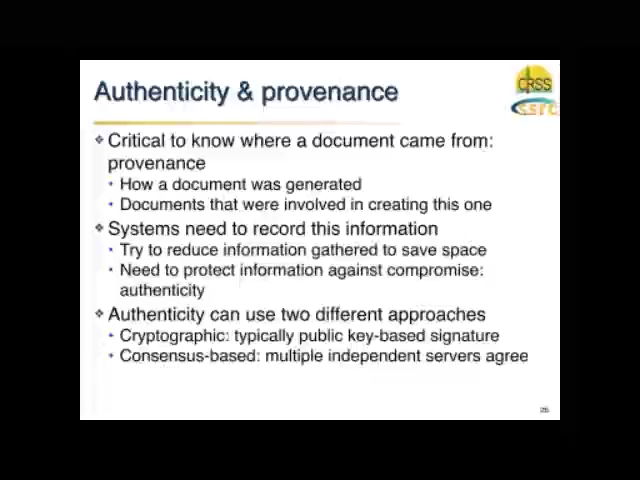 Authenticity & provenance
CRSS
ssrc
Critical to know where a document came from:
provenance
How a document was generated
Documents that were involved in creating this one
Systems need to record this information
Try to reduce information gathered to save space
Need to protect information against compromise:
authenticity
Authenticity can use two different approaches
Cryptographic: typically public key-based signature
Consensus-based: multiple independent servers agree